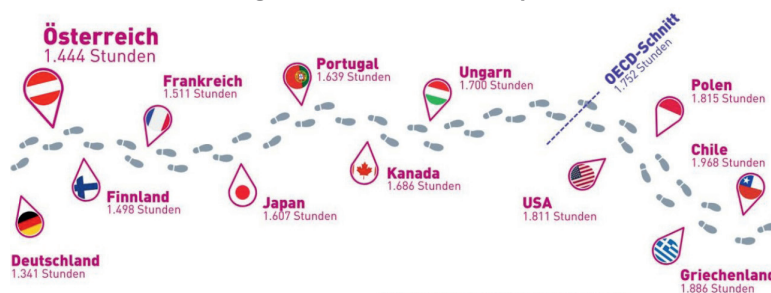 Österreich
1.444 Stunden
Deutschland
1.341 Stunden
Finnland
1.498 Stunden
Frankreich
1.511 Stunden
Japan
1.607 Stunden
Portugal
1.639 Stunden
Kanada
1.686 Stunden
Ungarn
1.700 Stunden
OECD-Schnitt
1.752 Stunden
USA
1.811 Stunden
Polen
1.815 Stunden
Griechenland
1.886 Stunden
Chile
1.968 Stunden